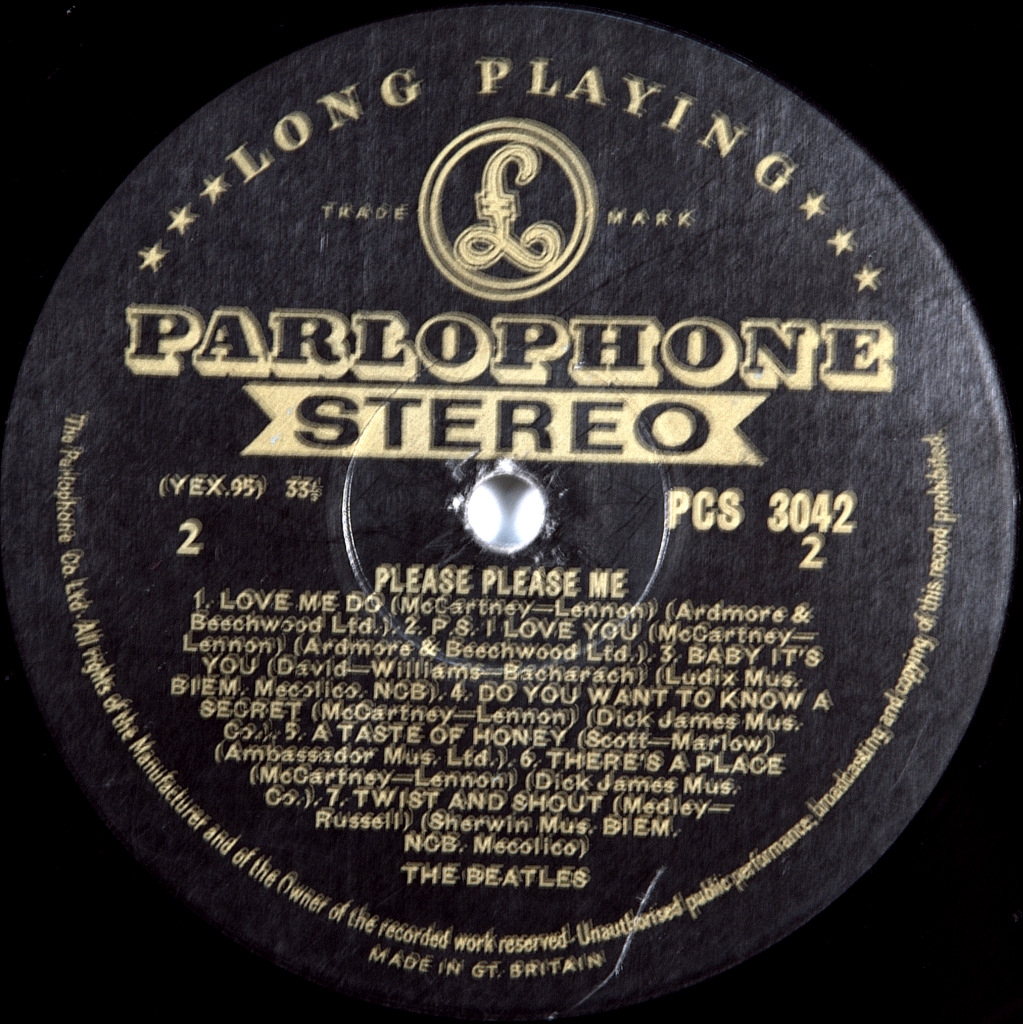 ★★★LONG PLAYING★★★
TRADE £ MARK
PARLOPHONE
STEREO
(YEX.95) 33⅓
2
PCS 3042
2
PLEASE PLEASE ME
1. LOVE ME DO (McCartney—Lennon) (Ardmore &
Beechwood Ltd.). 2. P.S. I LOVE YOU (McCartney—
Lennon) (Ardmore & Beechwood Ltd.). 3. BABY IT'S
YOU (David—Williams—Bacharach) (Ludix Mus.
BIEM. Mecolico. NCB). 4. DO YOU WANT TO KNOW A
SECRET (McCartney—Lennon) (Dick James Mus.
Co.). 5. A TASTE OF HONEY (Scott—Marlow)
(Ambassador Mus. Ltd.). 6. THERE'S A PLACE
(McCartney—Lennon) (Dick James Mus.
Co.). 7. TWIST AND SHOUT (Medley—
Russell) (Sherwin Mus. BIEM.
NCB. Mecolico)
THE BEATLES
The Parlophone Co. Ltd. All rights of the Manufacturer and of the Owner of the recorded work reserved. Unauthorised public performance, broadcasting and copying of this record prohibited.
MADE IN GT. BRITAIN